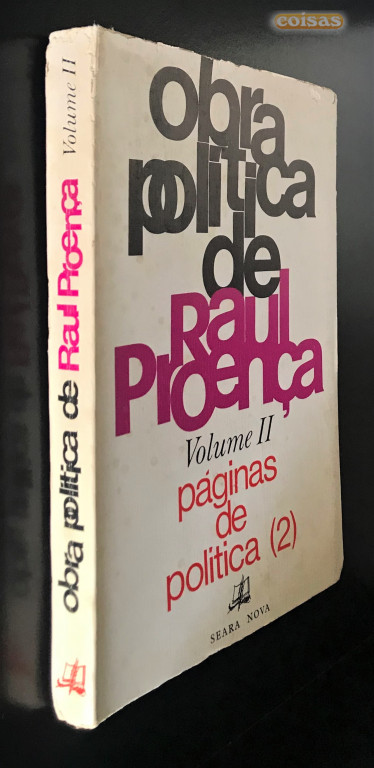 coisas
obra
política
de
Raul
Proença
Volume II
páginas
de
política (2)
SEARA NOVA
obra política de Raul Proença Volume II